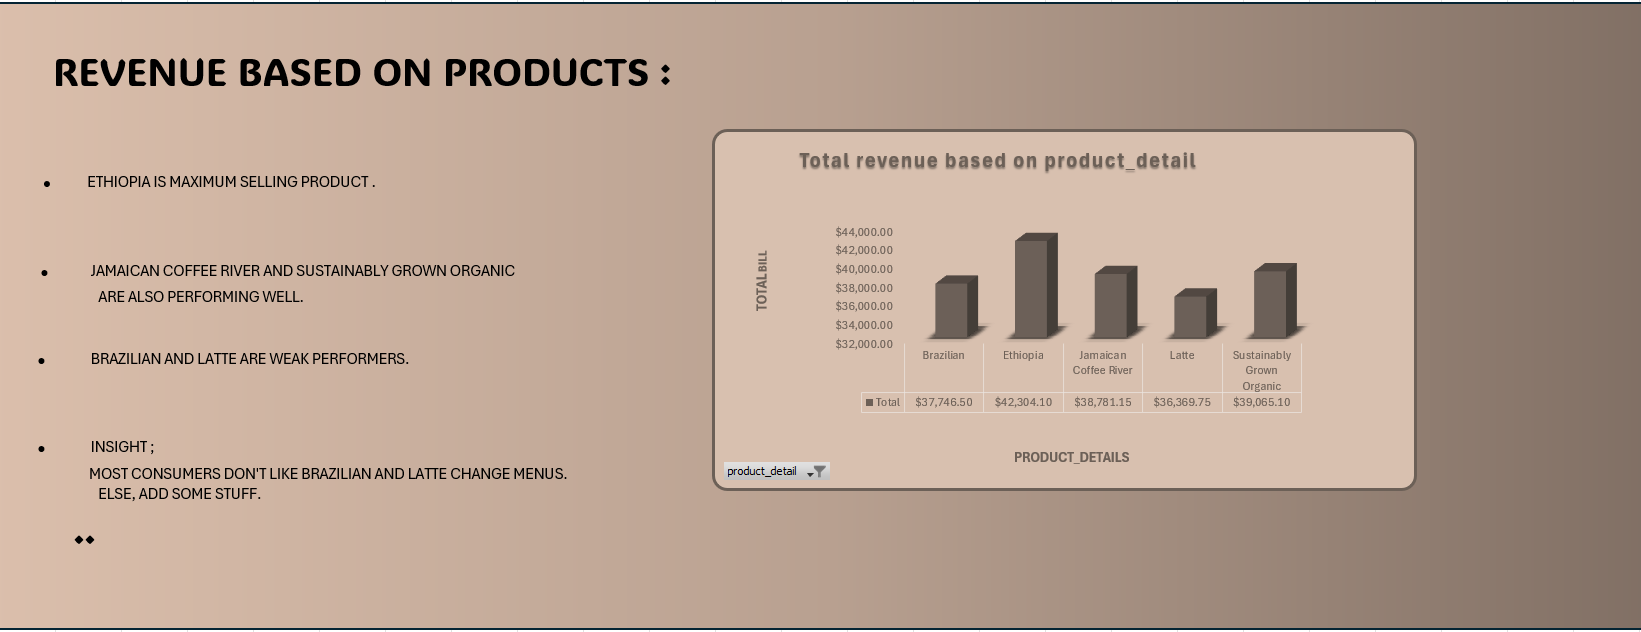 REVENUE BASED ON PRODUCTS :
• ETHIOPIA IS MAXIMUM SELLING PRODUCT .
• JAMAICAN COFFEE RIVER AND SUSTAINABLY GROWN ORGANIC
ARE ALSO PERFORMING WELL.
• BRAZILIAN AND LATTE ARE WEAK PERFORMERS.
• INSIGHT ;
MOST CONSUMERS DON'T LIKE BRAZILIAN AND LATTE CHANGE MENUS.
ELSE, ADD SOME STUFF.
Total revenue based on product_detail
TOTAL BILL
$44,000.00
$42,000.00
$40,000.00
$38,000.00
$36,000.00
$34,000.00
$32,000.00
Brazilian Ethiopia Jamaican Latte Sustainably
Coffee River Grown
Organic
Total $37,746.50 $42,304.10 $38,781.15 $36,369.75 $39,065.10
PRODUCT_DETAILS
product_detail